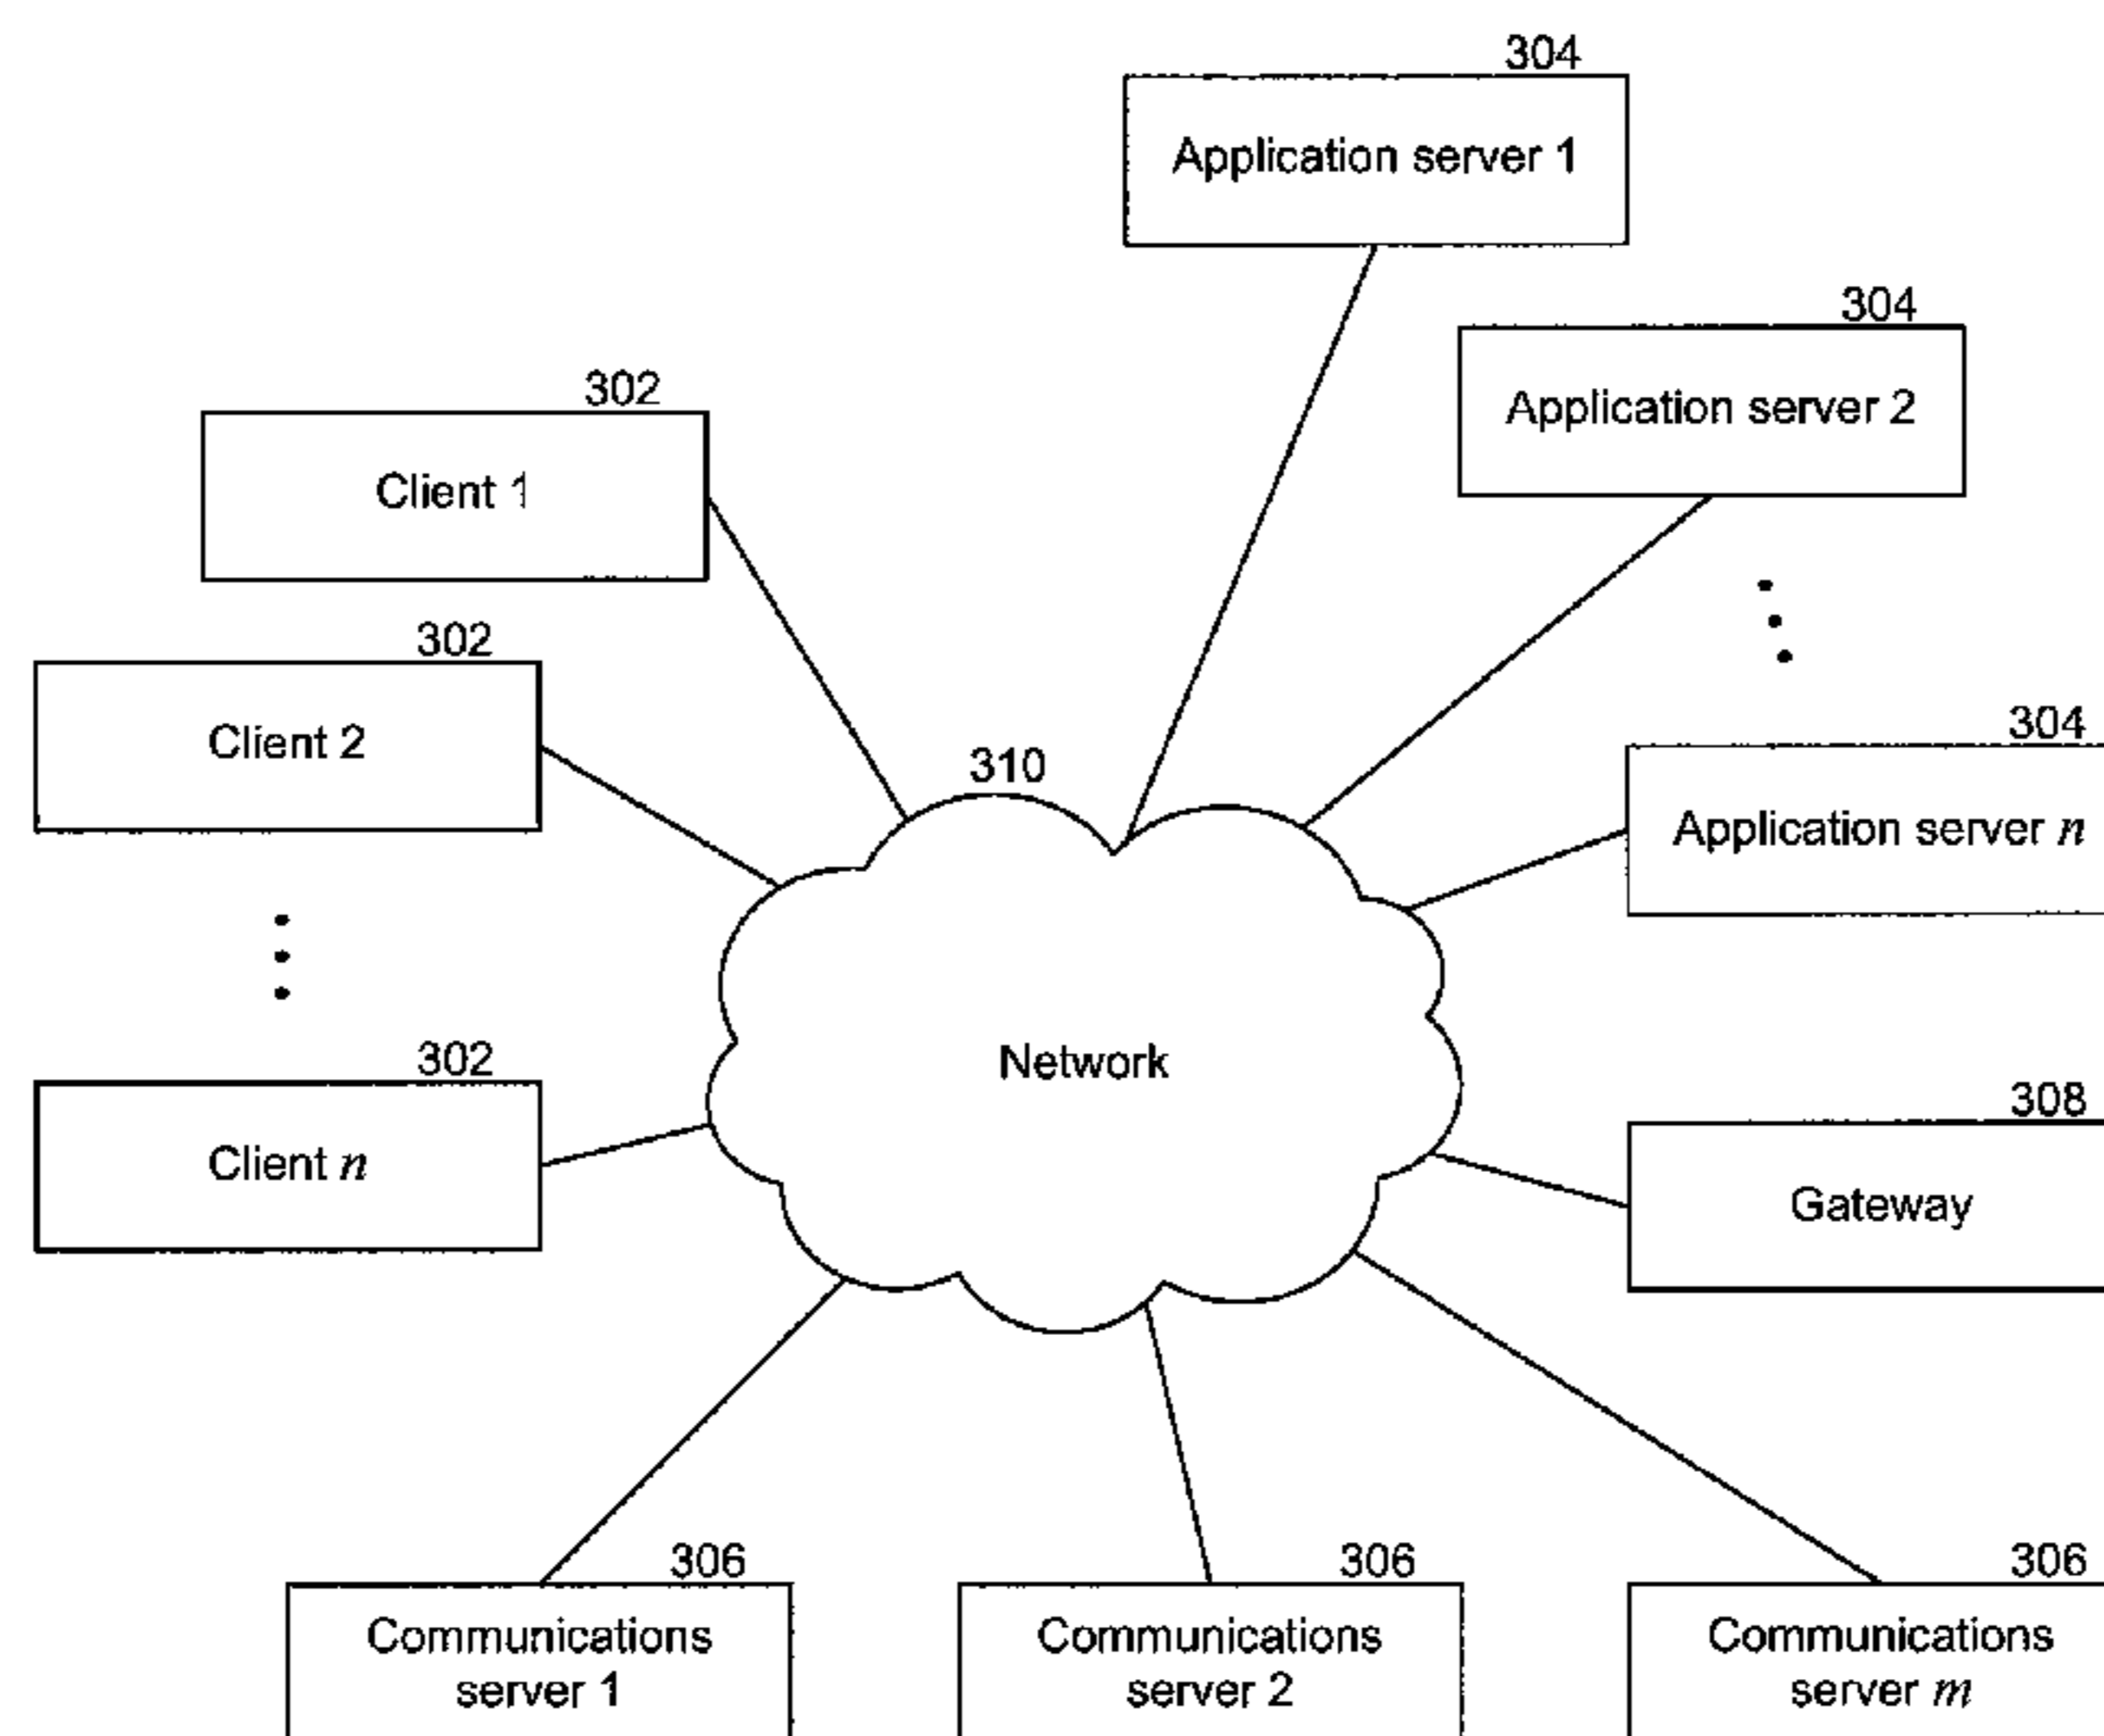 304
Application server 1
304
Application server 2
302
Client 1
302
Client 2
304
Application server n
310
Network
302
Client n
308
Gateway
306
Communications
server 1
306
Communications
server 2
306
Communications
server m